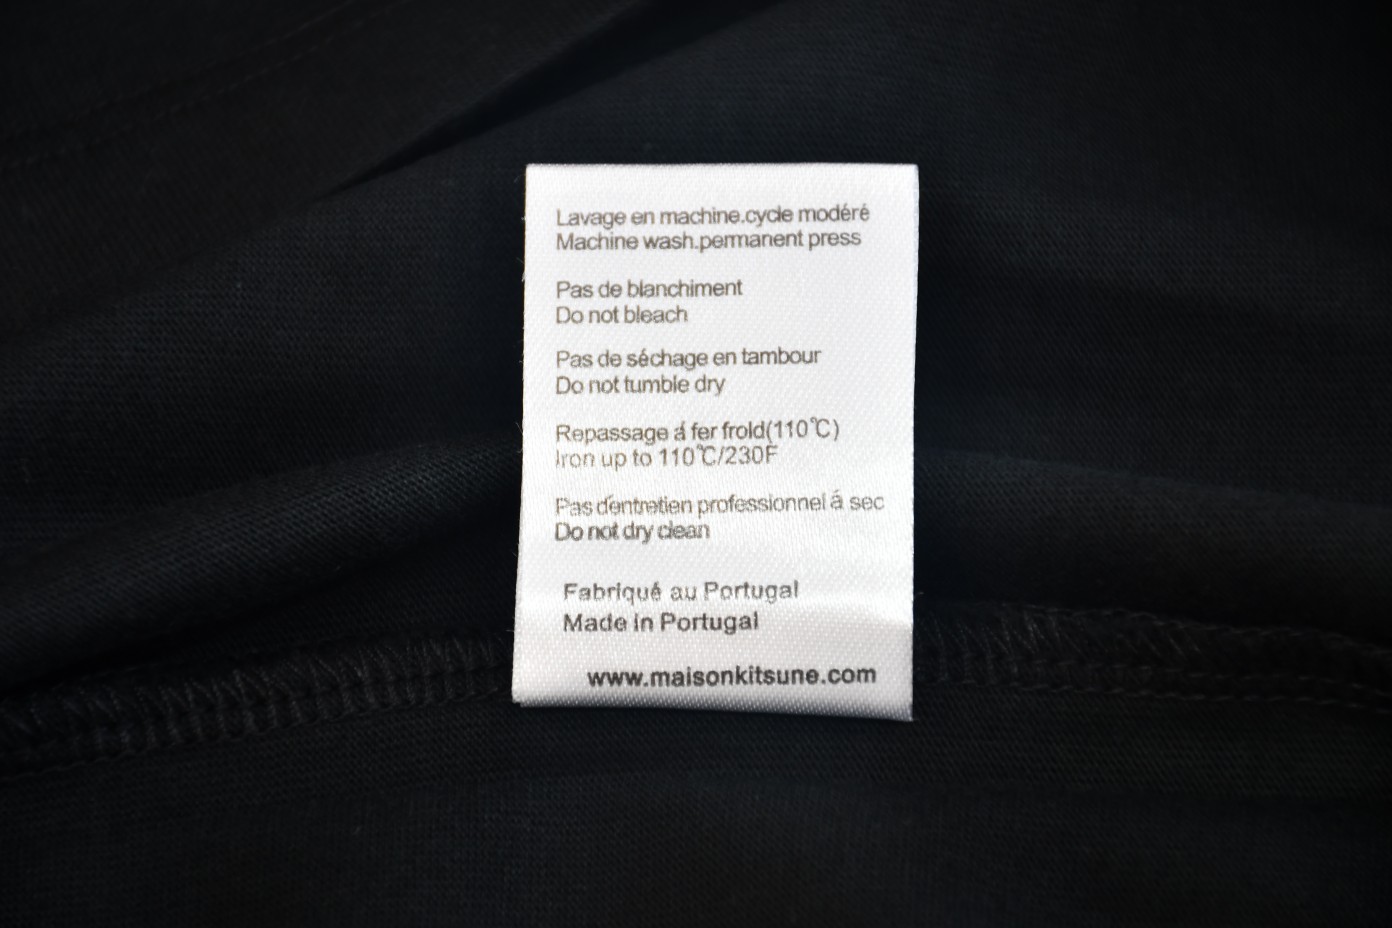 Lavage en machine.cycle modéré
Machine wash.permanent press
Pas de blanchiment
Do not bleach
Pas de séchage en tambour
Do not tumble dry
Repassage á fer frold(110℃)
Iron up to 110℃/230F
Pas d'entretien professionnel á sec
Do not dry clean
Fabriqué au Portugal
Made in Portugal
www.maisonkitsune.com